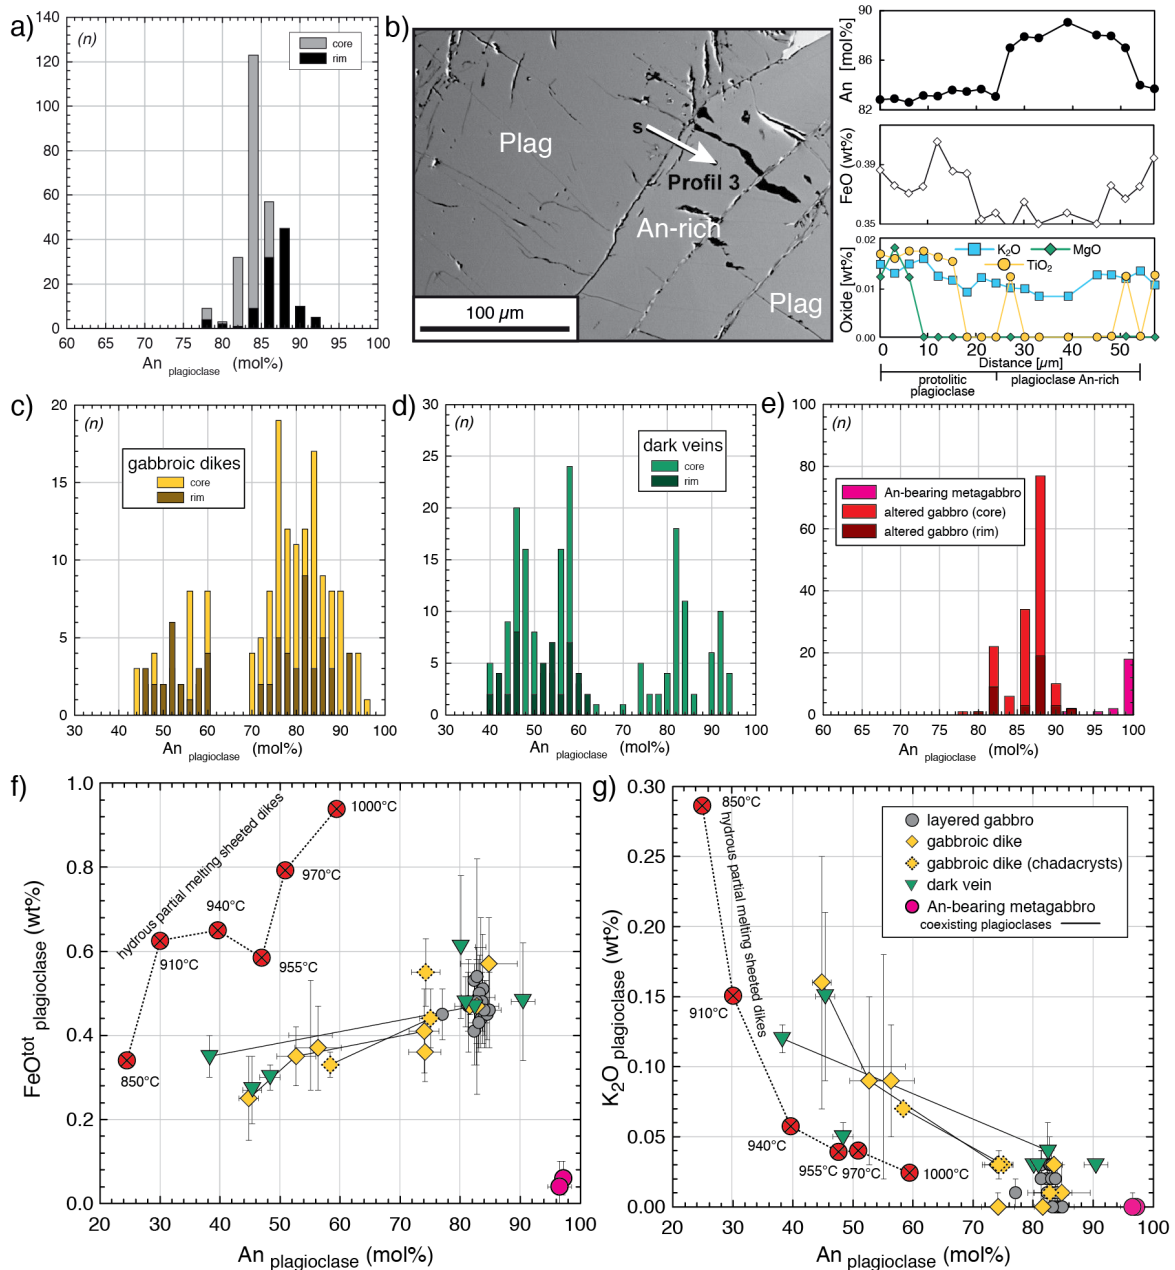 a)
(n)
core
rim
140
120
100
80
60
40
20
0
60 65 70 75 80 85 90 95 100
An plagioclase (mol%)
b)
Plag
s
Profil 3
An-rich
Plag
100 µm
90
86
82
An [mol%]
0.39
0.35
FeO (wt%)
0.02
0.01
0.00
Oxide [wt%]
K2O MgO
TiO2
0 10 20 30 40 50
Distance [µm]
protolitic plagioclase
plagioclase An-rich
c)
(n)
gabbroic dikes
core
rim
20
15
10
5
0
30 40 50 60 70 80 90 100
An plagioclase (mol%)
d)
(n)
dark veins
core
rim
30
25
20
15
10
5
0
30 40 50 60 70 80 90 100
An plagioclase (mol%)
e)
(n)
An-bearing metagabbro
altered gabbro (core)
altered gabbro (rim)
100
80
60
40
20
0
60 65 70 75 80 85 90 95 100
An plagioclase (mol%)
f)
1.0
0.8
0.6
0.4
0.2
0.0
FeOtot plagioclase (wt%)
hydrous partial melting sheeted dikes
1000°C
970°C
940°C
955°C
910°C
850°C
20 30 40 50 60 70 80 90 100
An plagioclase (mol%)
g)
0.30
0.25
0.20
0.15
0.10
0.05
0.00
K2O plagioclase (wt%)
850°C
hydrous partial melting sheeted dikes
910°C
940°C
955°C
970°C
1000°C
layered gabbro
gabbroic dike
gabbroic dike (chadacrysts)
dark vein
An-bearing metagabbro
coexisting plagioclases
20 30 40 50 60 70 80 90 100
An plagioclase (mol%)